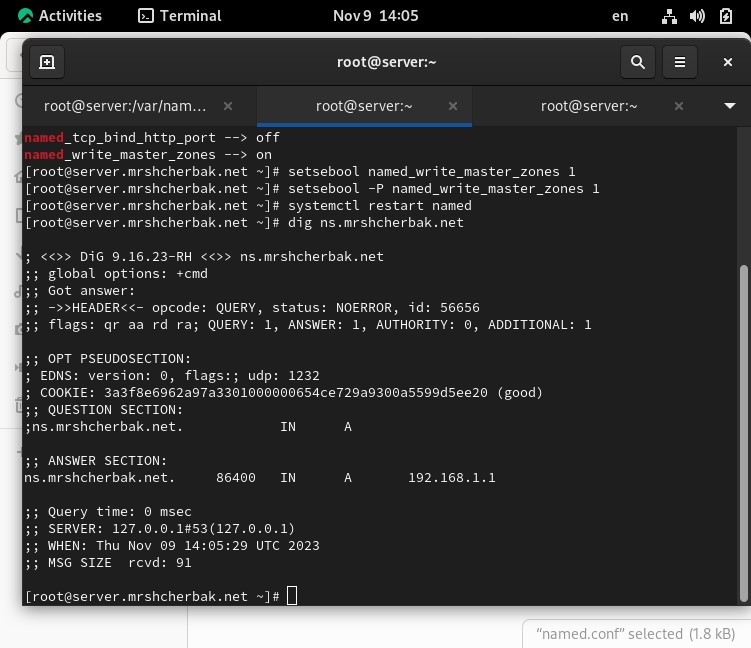 Activities Terminal Nov 9 14:05 en
root@server:~
root@server:/var/nam... × root@server:~ × root@server:~ ×
named_tcp_bind_http_port --> off
named_write_master_zones --> on
[root@server.mrshcherbak.net ~]# setsebool named_write_master_zones 1
[root@server.mrshcherbak.net ~]# setsebool -P named_write_master_zones 1
[root@server.mrshcherbak.net ~]# systemctl restart named
[root@server.mrshcherbak.net ~]# dig ns.mrshcherbak.net
; <<>> DiG 9.16.23-RH <<>> ns.mrshcherbak.net
;; global options: +cmd
;; Got answer:
;; ->>HEADER<<- opcode: QUERY, status: NOERROR, id: 56656
;; flags: qr aa rd ra; QUERY: 1, ANSWER: 1, AUTHORITY: 0, ADDITIONAL: 1
;; OPT PSEUDOSECTION:
; EDNS: version: 0, flags:; udp: 1232
; COOKIE: 3a3f8e6962a97a3301000000654ce729a9300a5599d5ee20 (good)
;; QUESTION SECTION:
;ns.mrshcherbak.net. IN A
;; ANSWER SECTION:
ns.mrshcherbak.net. 86400 IN A 192.168.1.1
;; Query time: 0 msec
;; SERVER: 127.0.0.1#53(127.0.0.1)
;; WHEN: Thu Nov 09 14:05:29 UTC 2023
;; MSG SIZE rcvd: 91
[root@server.mrshcherbak.net ~]#
“named.conf” selected (1.8 kB)